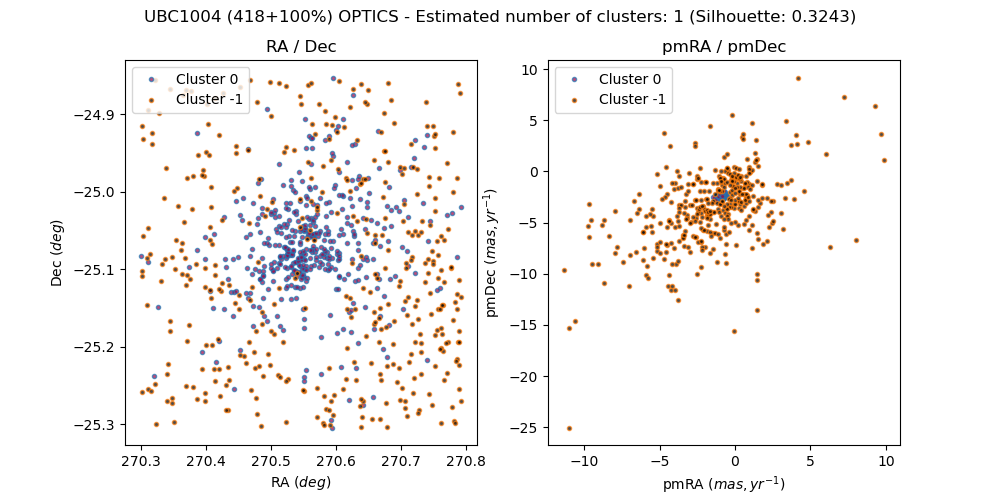 UBC1004 (418+100%) OPTICS - Estimated number of clusters: 1 (Silhouette: 0.3243)
RA / Dec
Cluster 0
Cluster -1
−24.9
−25.0
−25.1
−25.2
−25.3
Dec (deg)
270.3 270.4 270.5 270.6 270.7 270.8
RA (deg)
pmRA / pmDec
Cluster 0
Cluster -1
10
5
0
−5
−10
−15
−20
−25
pmDec (mas, yr⁻¹)
−10 −5 0 5 10
pmRA (mas, yr⁻¹)